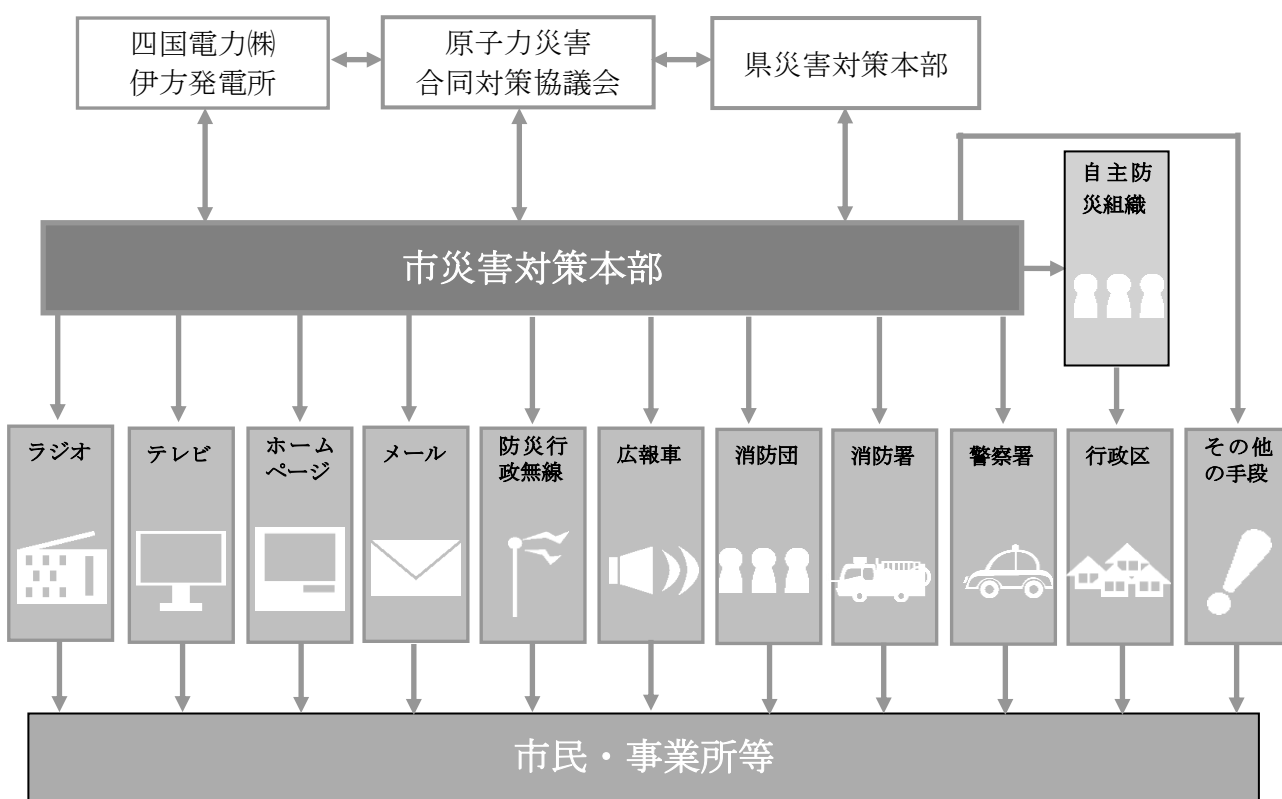 四国電力㈱
伊方発電所
原子力災害
合同対策協議会
県災害対策本部
自主防
災組織
市災害対策本部
ラジオ
テレビ
ホーム
ページ
メール
防災行
政無線
広報車
消防団
消防署
警察署
行政区
その他
の手段
市民・事業所等